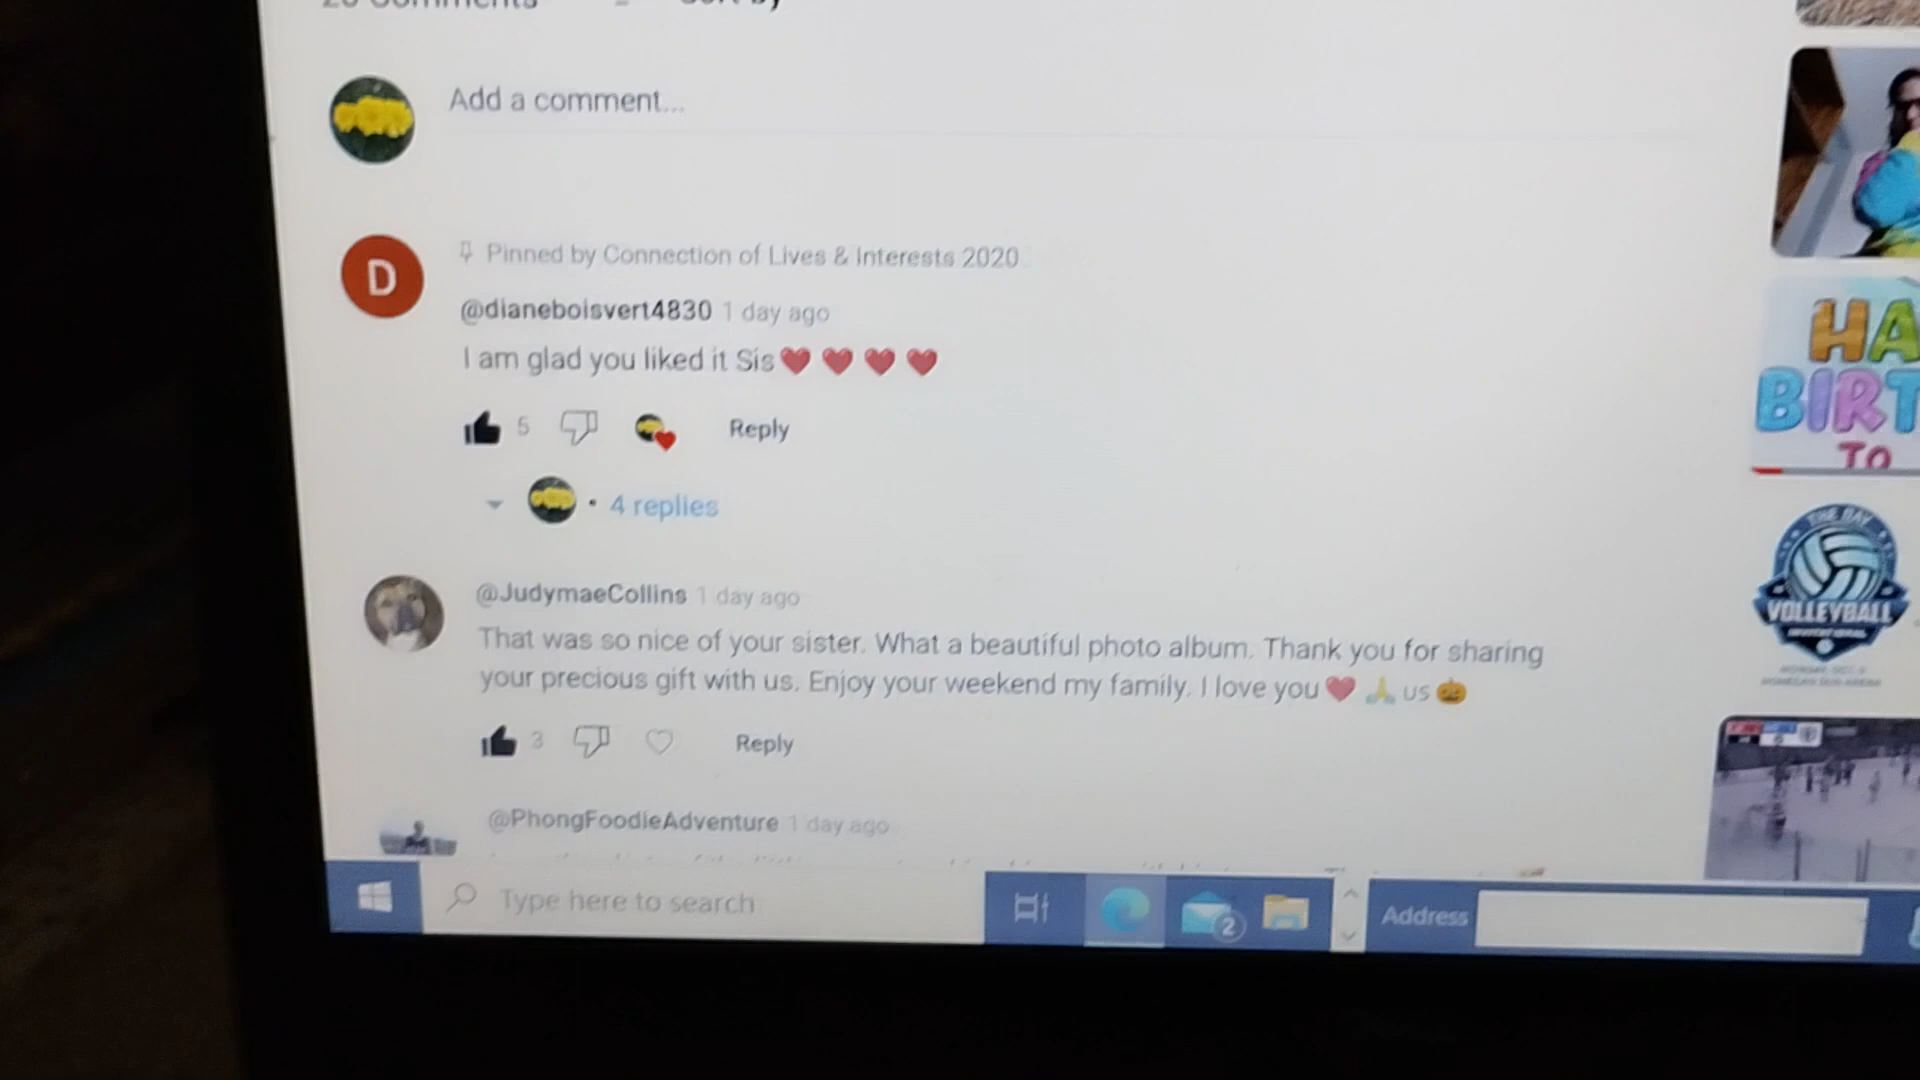 Add a comment...
Pinned by Connection of Lives & Interests 2020
D
@dianeboisvert4830 1 day ago
I am glad you liked it Sis❤ ❤ ❤ ❤
5 Reply
4 replies
@JudymaeCollins 1 day ago
That was so nice of your sister. What a beautiful photo album. Thank you for sharing
your precious gift with us. Enjoy your weekend my family. I love you❤ 🙏 us🎃
3 Reply
@PhongFoodieAdventure 1 day ago
HA
BIRT
TO
THE DAY
VOLLEYBALL
Type here to search
2
Address